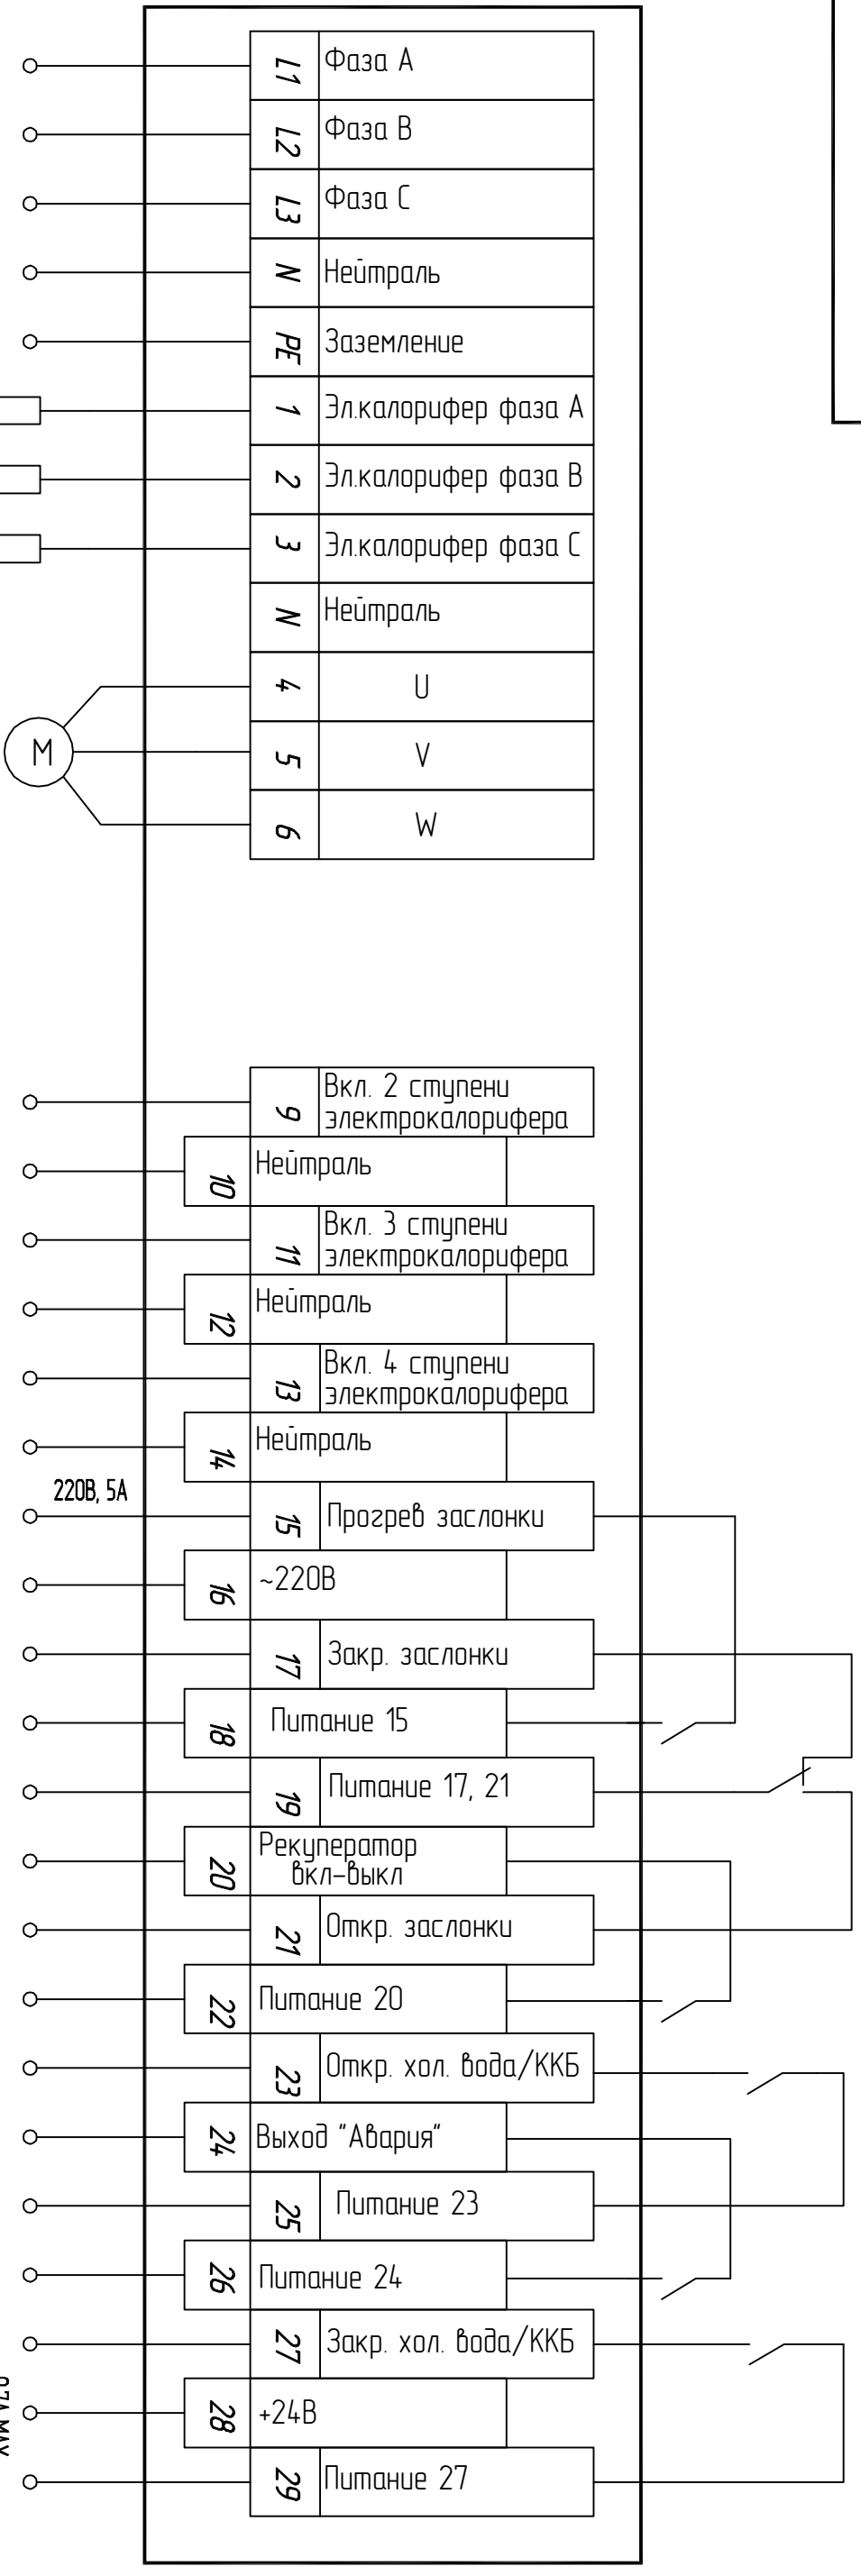 L1 Фаза А
L2 Фаза В
L3 Фаза С
N Нейтраль
PE Заземление
1 Эл.калорифер фаза А
2 Эл.калорифер фаза В
3 Эл.калорифер фаза С
N Нейтраль
4 U
5 V
M
6 W
9 Вкл. 2 ступени
электрокалорифера
10 Нейтраль
11 Вкл. 3 ступени
электрокалорифера
12 Нейтраль
13 Вкл. 4 ступени
электрокалорифера
14 Нейтраль
220В, 5А
15 Прогрев заслонки
16 ~220В
17 Закр. заслонки
18 Питание 15
19 Питание 17, 21
20 Рекуператор
вкл-выкл
21 Откр. заслонки
22 Питание 20
23 Откр. хол. вода/ККБ
24 Выход "Авария"
25 Питание 23
26 Питание 24
27 Закр. хол. вода/ККБ
28 +24В
29 Питание 27